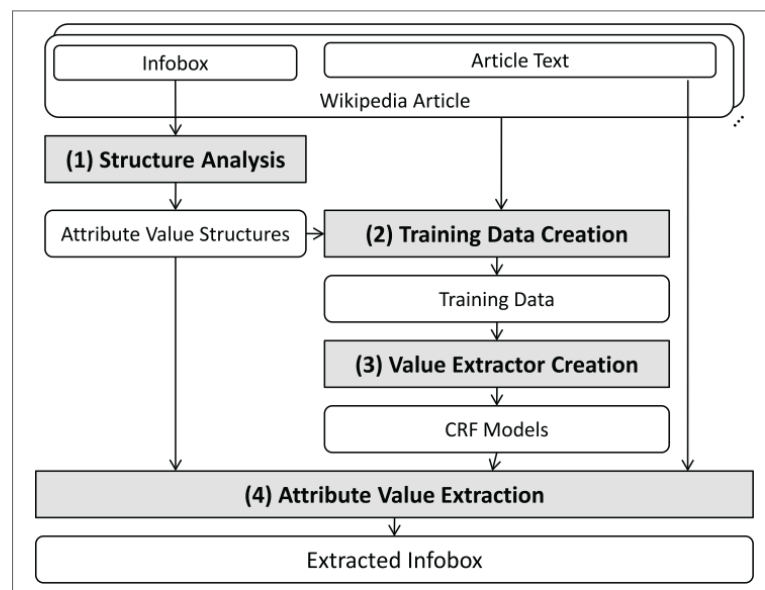 Infobox
Article Text
Wikipedia Article
...
(1) Structure Analysis
Attribute Value Structures
(2) Training Data Creation
Training Data
(3) Value Extractor Creation
CRF Models
(4) Attribute Value Extraction
Extracted Infobox